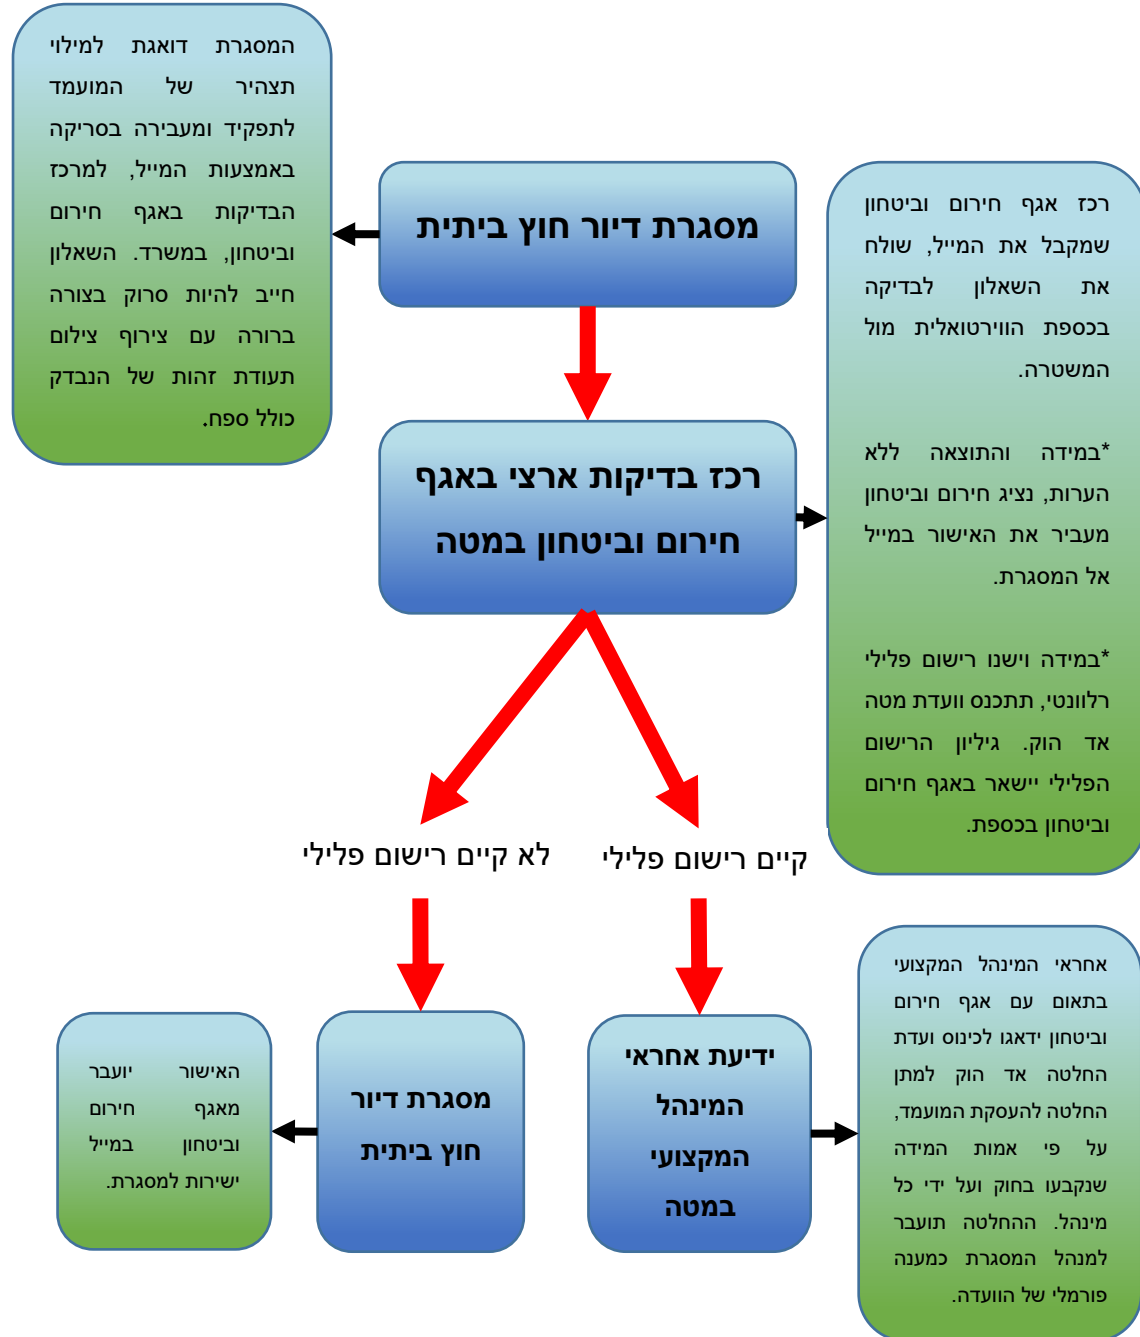 המסגרת דואגת למילוי
תצהיר של המועמד
לתפקיד ומעבירה בסריקה
באמצעות המייל, למרכז
הבדיקות באגף חירום
וביטחון, במשרד. השאלון
חייב להיות סרוק בצורה
ברורה עם צירוף צילום
תעודת זהות של הנבדק
כולל ספח.
מסגרת דיור חוץ ביתית
רכז אגף חירום וביטחון
שמקבל את המייל, שולח
את השאלון לבדיקה
בכספת הווירטואלית מול
המשטרה.
*במידה והתוצאה ללא
הערות, נציג חירום וביטחון
מעביר את האישור במייל
אל המסגרת.
*במידה וישנו רישום פלילי
רלוונטי, תתכנס וועדת מטה
אד הוק. גיליון הרישום
הפלילי יישאר באגף חירום
וביטחון בכספת.
רכז בדיקות ארצי באגף
חירום וביטחון במטה
קיים רישום פלילי
לא קיים רישום פלילי
אחראי המינהל המקצועי
בתאום עם אגף חירום
וביטחון ידאגו לכינוס ועדת
החלטה אד הוק למתן
החלטה להעסקת המועמד,
על פי אמות המידה
שנקבעו בחוק ועל ידי כל
מינהל. ההחלטה תועבר
למנהל המסגרת כמענה
פורמלי של הוועדה.
ידיעת אחראי
המינהל
המקצועי
במטה
מסגרת דיור
חוץ ביתית
האישור יועבר
מאגף חירום
וביטחון במייל
ישירות למסגרת.